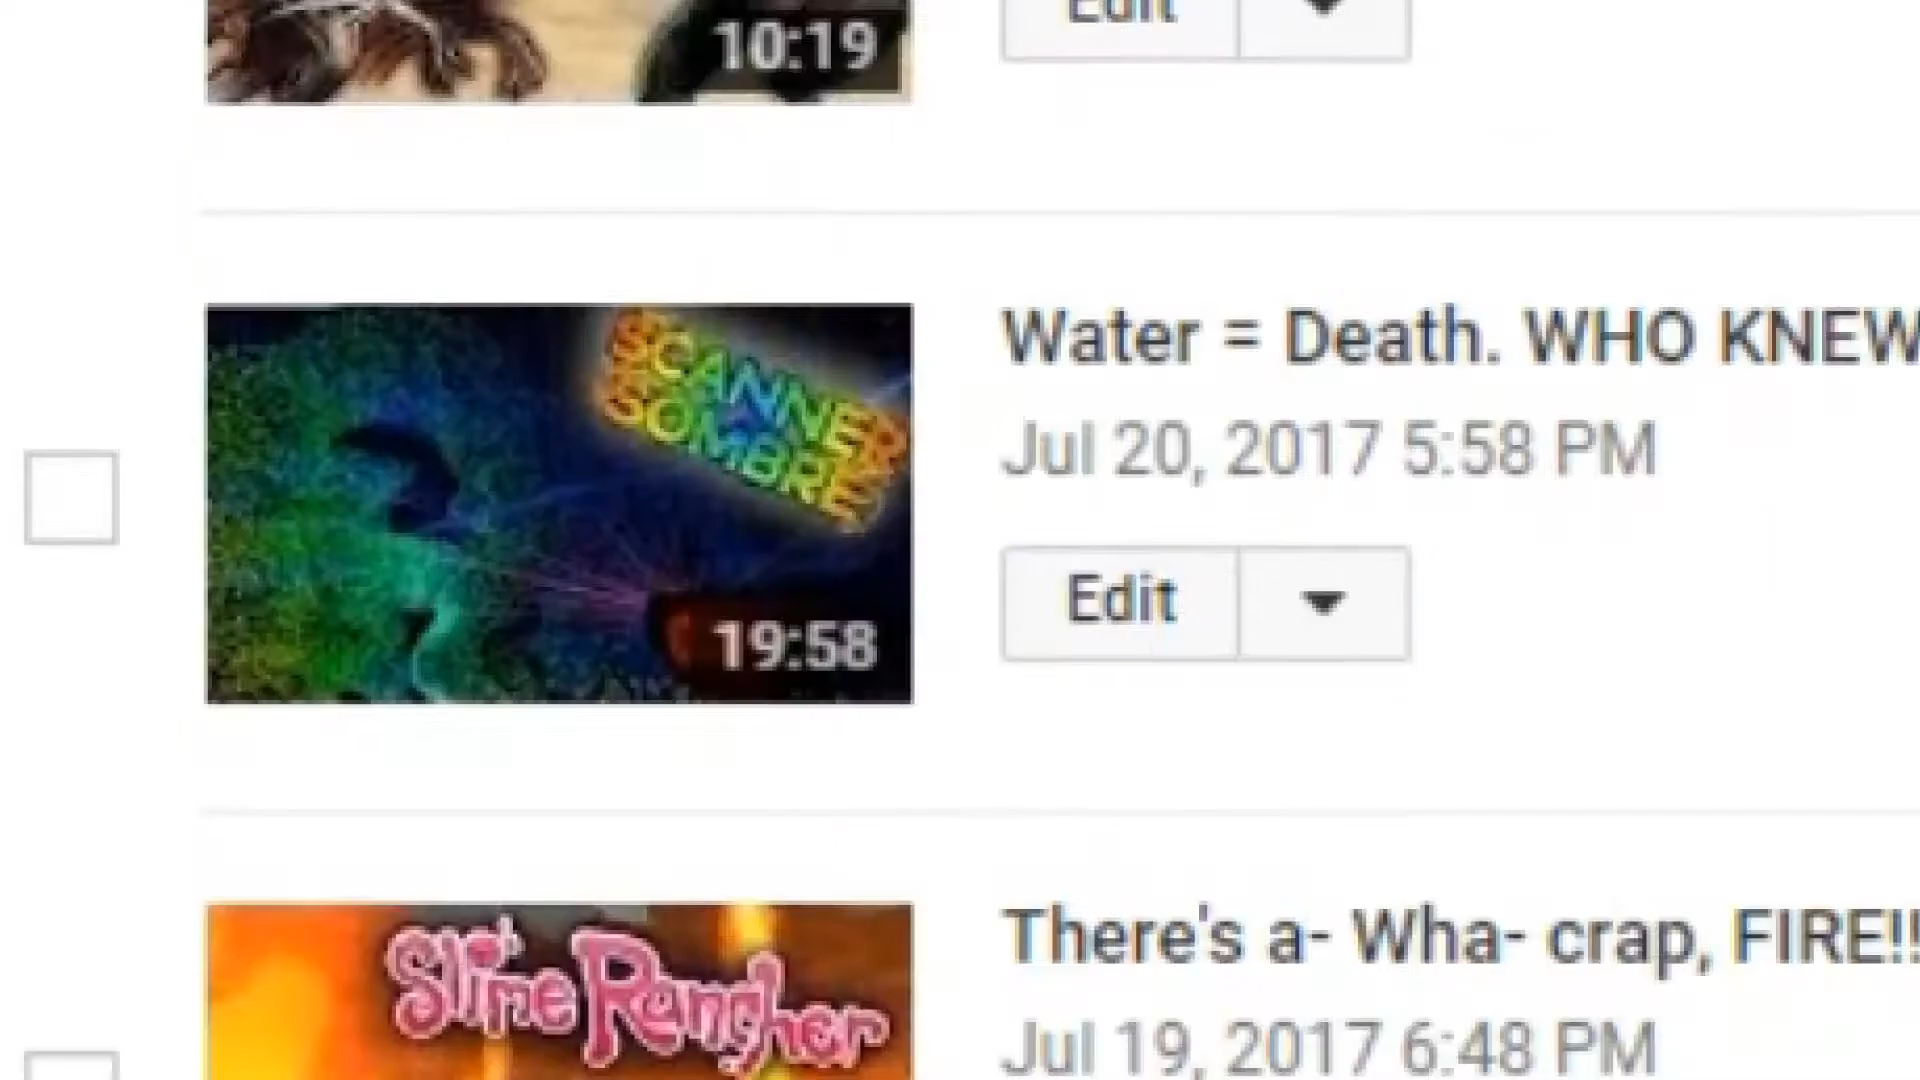 Edit
10:19
SCANNER
SOMBRE
Water = Death. WHO KNEW
Jul 20, 2017 5:58 PM
Edit
19:58
Slime Rancher
There's a- Wha- crap, FIRE!!
Jul 19, 2017 6:48 PM